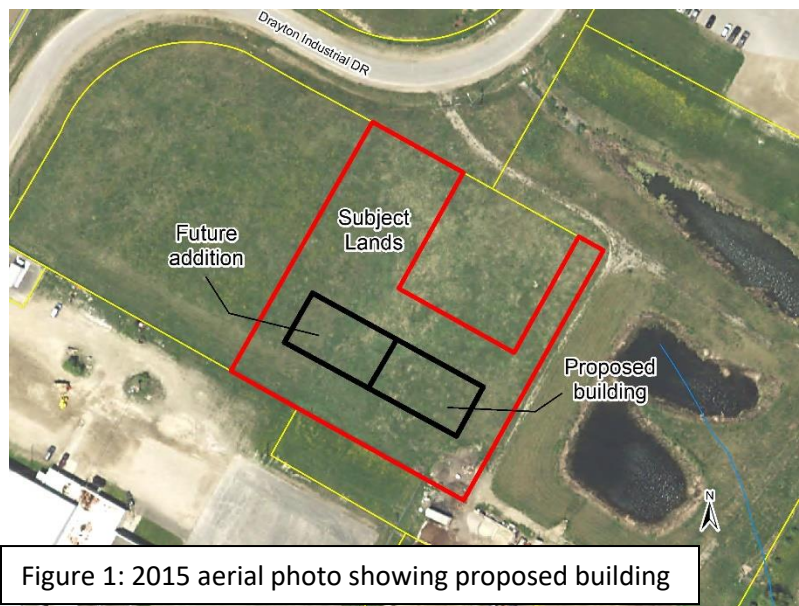 Drayton Industrial DR
Subject
Lands
Future
addition
Proposed
building
N
Figure 1: 2015 aerial photo showing proposed building